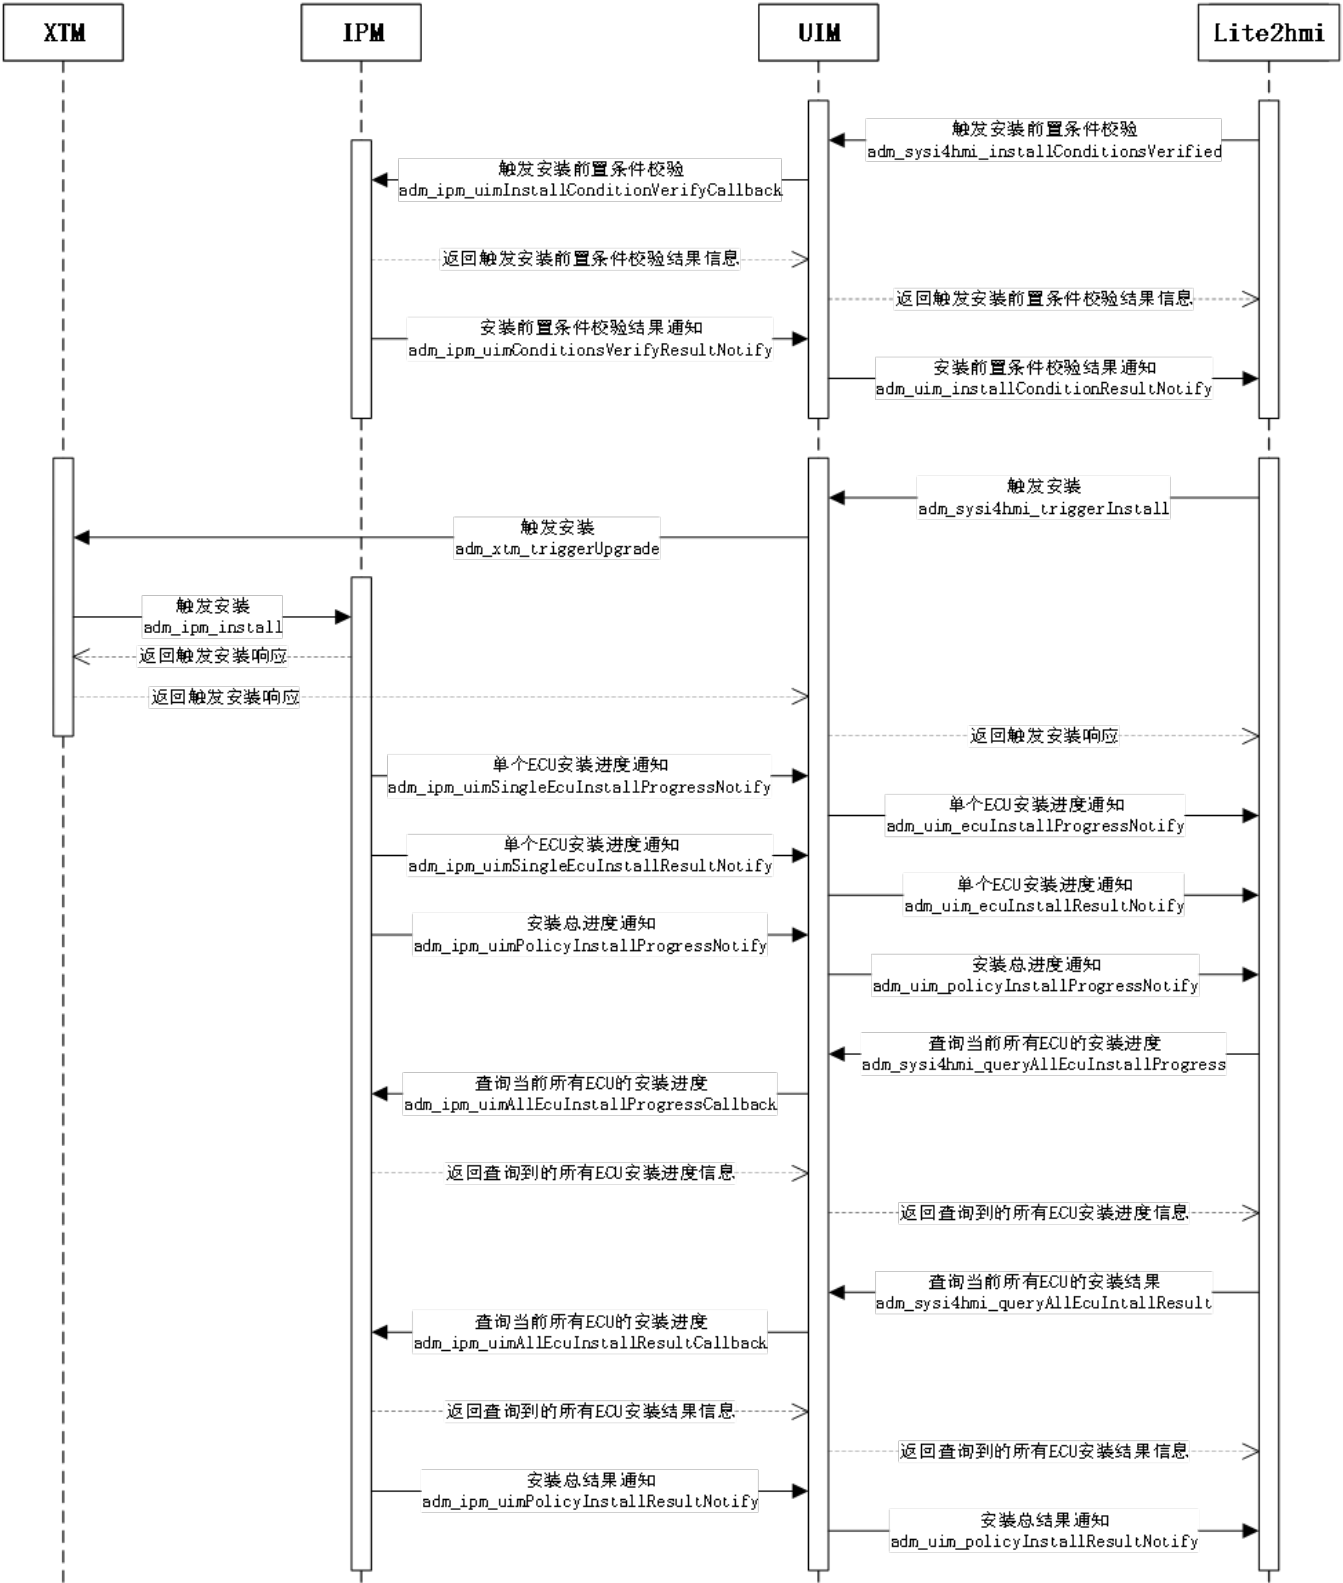 XTM
IPM
UIM
Lite2hmi
触发安装前置条件校验
adm_sysi4hmi_installConditionsVerified
触发安装前置条件校验
adm_ipm_uimInstallConditionVerifyCallback
返回触发安装前置条件校验结果信息
返回触发安装前置条件校验结果信息
安装前置条件校验结果通知
adm_ipm_uimConditionsVerifyResultNotify
安装前置条件校验结果通知
adm_uim_installConditionResultNotify
触发安装
adm_sysi4hmi_triggerInstall
触发安装
adm_xtm_triggerUpgrade
触发安装
adm_ipm_install
返回触发安装响应
返回触发安装响应
返回触发安装响应
单个ECU安装进度通知
adm_ipm_uimSingleEcuInstallProgressNotify
单个ECU安装进度通知
adm_uim_ecuInstallProgressNotify
单个ECU安装进度通知
adm_ipm_uimSingleEcuInstallResultNotify
单个ECU安装进度通知
adm_uim_ecuInstallResultNotify
安装总进度通知
adm_ipm_uimPolicyInstallProgressNotify
安装总进度通知
adm_uim_policyInstallProgressNotify
查询当前所有ECU的安装进度
adm_sysi4hmi_queryAllEcuInstallProgress
查询当前所有ECU的安装进度
adm_ipm_uimAllEcuInstallProgressCallback
返回查询到的所有ECU安装进度信息
返回查询到的所有ECU安装进度信息
查询当前所有ECU的安装结果
adm_sysi4hmi_queryAllEcuIntallResult
查询当前所有ECU的安装进度
adm_ipm_uimAllEcuInstallResultCallback
返回查询到的所有ECU安装结果信息
返回查询到的所有ECU安装结果信息
安装总结果通知
adm_ipm_uimPolicyInstallResultNotify
安装总结果通知
adm_uim_policyInstallResultNotify